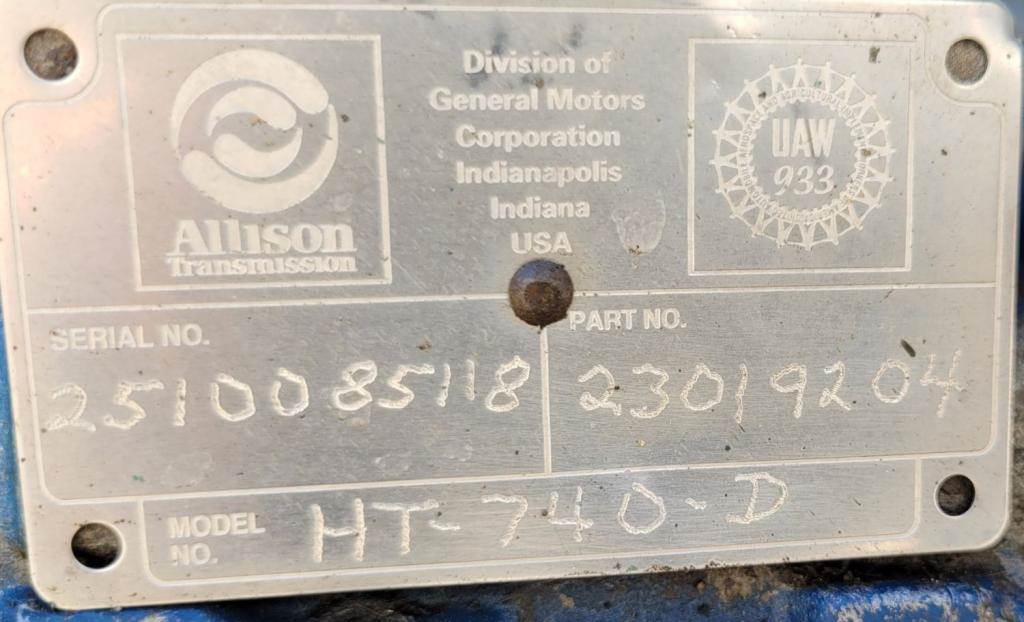 Allison
Transmission
Division of
General Motors
Corporation
Indianapolis
Indiana
USA
UAW
933
SERIAL NO.
2510085118
PART NO.
23019204
MODEL
NO.
HT-740-D